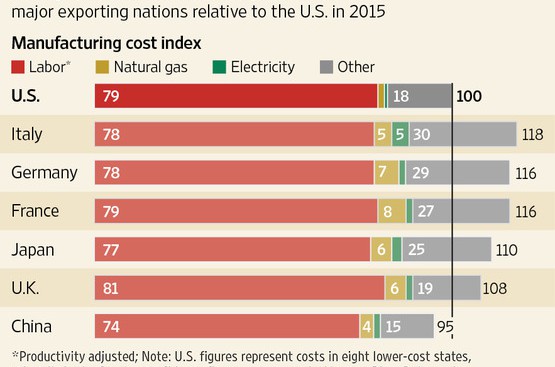 major exporting nations relative to the U.S. in 2015
Manufacturing cost index
Labor* Natural gas Electricity Other
U.S. 79 18 100
Italy 78 5 5 30 118
Germany 78 7 29 116
France 79 8 27 116
Japan 77 6 25 110
U.K. 81 6 19 108
China 74 4 15 95
*Productivity adjusted; Note: U.S. figures represent costs in eight lower-cost states,